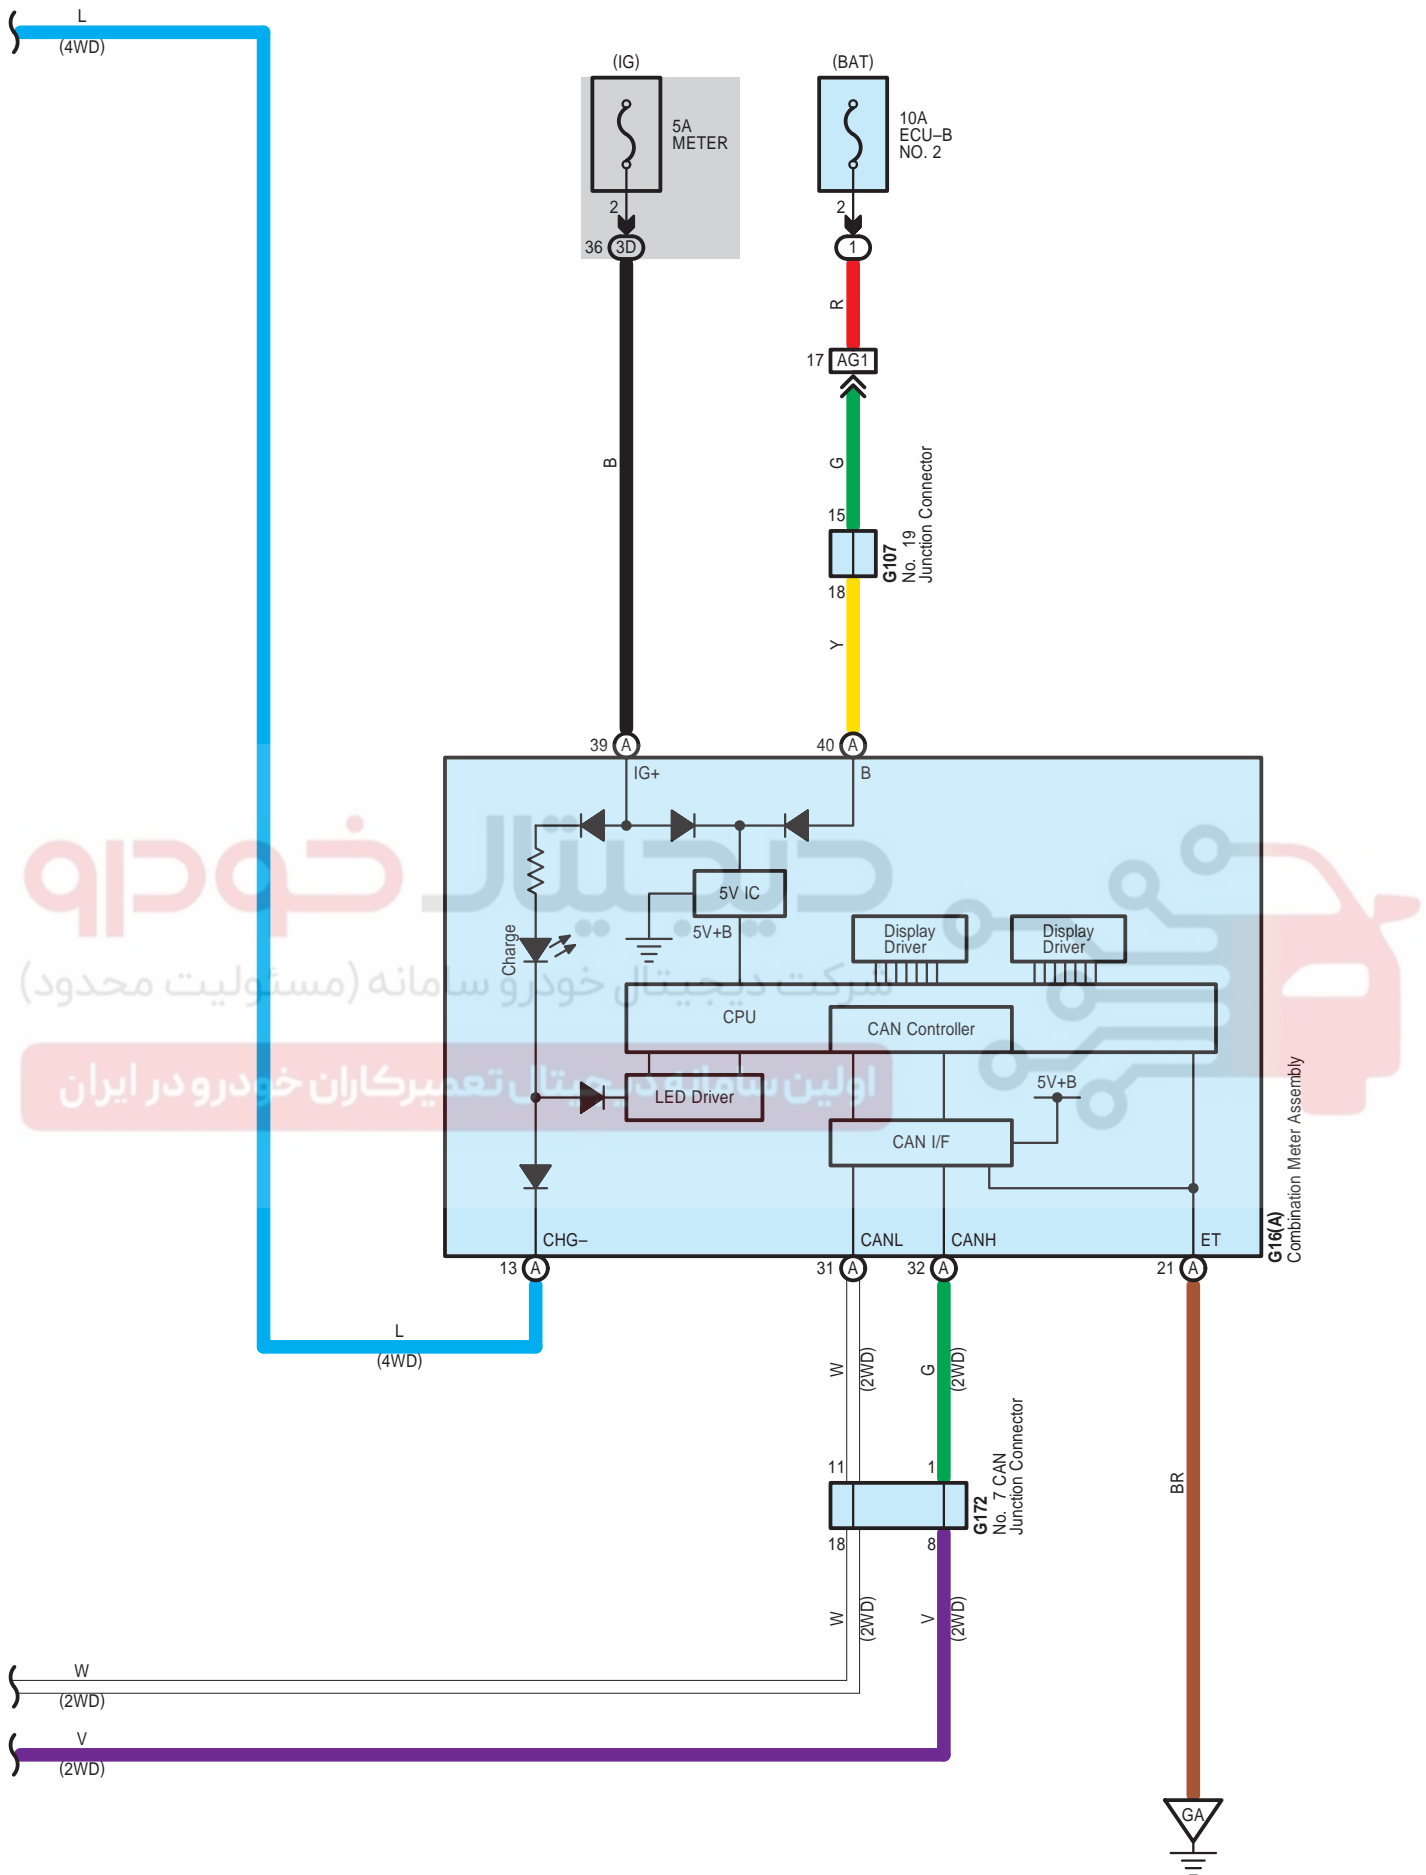 L
(4WD)
(IG)
5A
METER
2
36 3D
(BAT)
10A
ECU–B
NO. 2
2
1
R
17 AG1
G
15
G107
No. 19
Junction Connector
18
Y
B
39 A
IG+
40 A
B
5V IC
5V+B
Charge
Display
Driver
Display
Driver
CPU
CAN Controller
LED Driver
5V+B
CAN I/F
CHG–
CANL
CANH
ET
G16(A)
Combination Meter Assembly
13 A
31 A
32 A
21 A
L
(4WD)
W
(2WD)
G
(2WD)
11
1
G172
No. 7 CAN
Junction Connector
18
8
BR
W
(2WD)
V
(2WD)
W
(2WD)
V
(2WD)
GA
دیجیتال خودرو
شرکت دیجیتال خودرو سامانه (مسئولیت محدود)
اولین سامانه دیجیتال تعمیرکاران خودرو در ایران